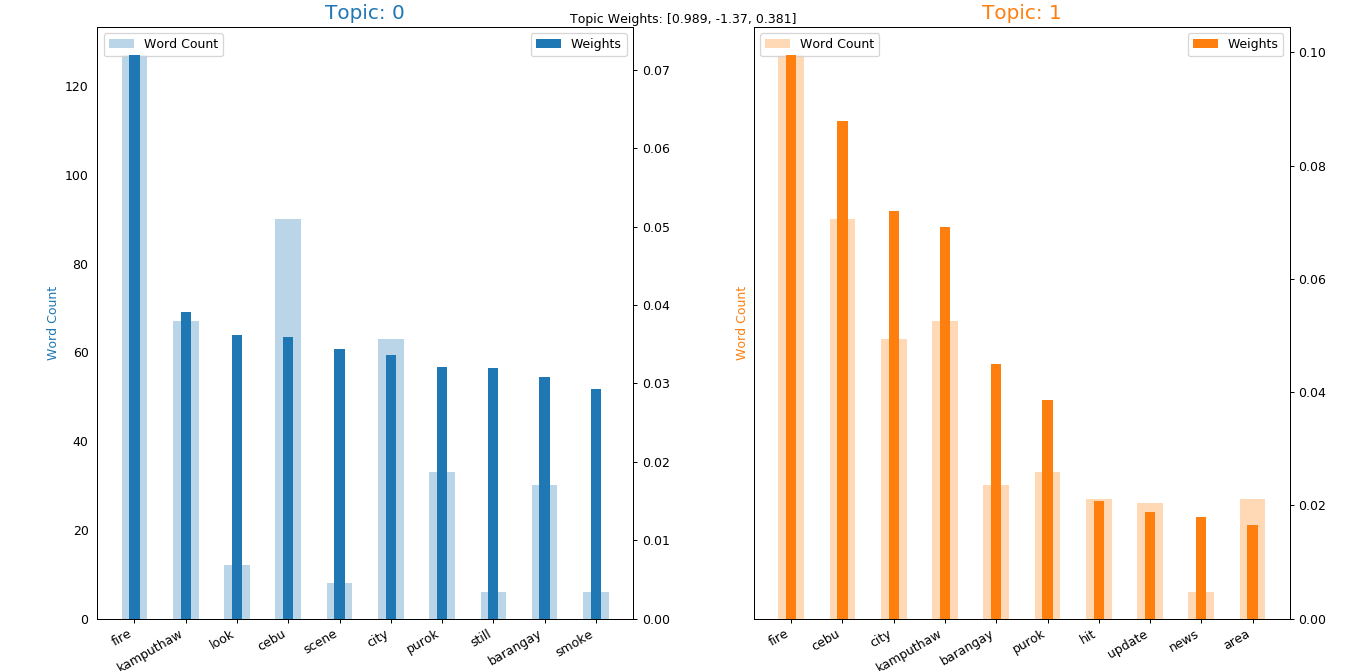 Topic: 0
Topic Weights: [0.989, -1.37, 0.381]
Topic: 1
Word Count
Weights
Word Count
Weights
120
100
80
60
40
20
0
Word Count
0.07
0.06
0.05
0.04
0.03
0.02
0.01
0.00
fire
kamputhaw
look
cebu
scene
city
purok
still
barangay
smoke
Word Count
0.10
0.08
0.06
0.04
0.02
0.00
fire
cebu
city
kamputhaw
barangay
purok
hit
update
news
area